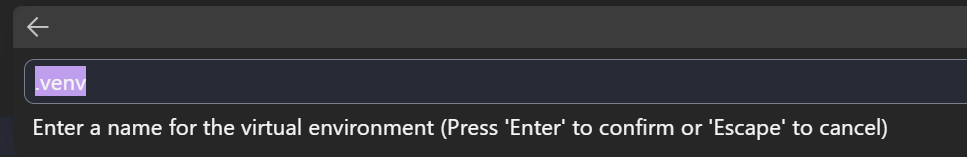 .venv
Enter a name for the virtual environment (Press 'Enter' to confirm or 'Escape' to cancel)